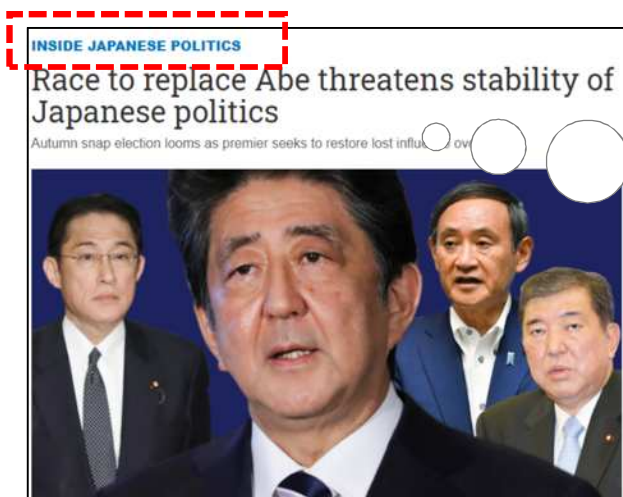 INSIDE JAPANESE POLITICS
Race to replace Abe threatens stability of
Japanese politics
Autumn snap election looms as premier seeks to restore lost